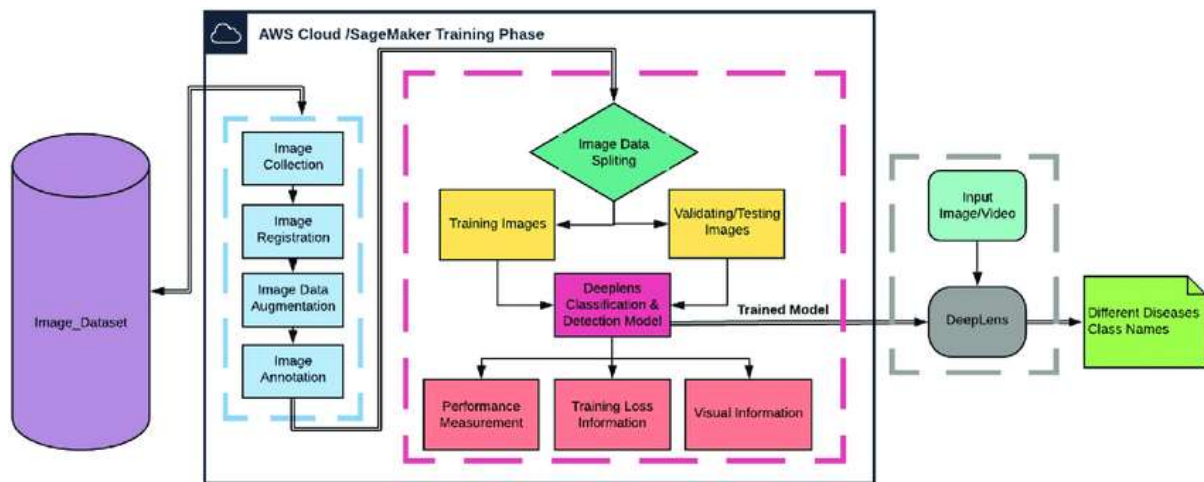 AWS Cloud /SageMaker Training Phase
Image_Dataset
Image
Collection
Image
Registration
Image Data
Augmentation
Image
Annotation
Image Data
Spliting
Training Images
Validating/Testing
Images
Deeplens
Classification &
Detection Model
Trained Model
Performance
Measurement
Training Loss
Information
Visual Information
Input
Image/Video
DeepLens
Different Diseases
Class Names